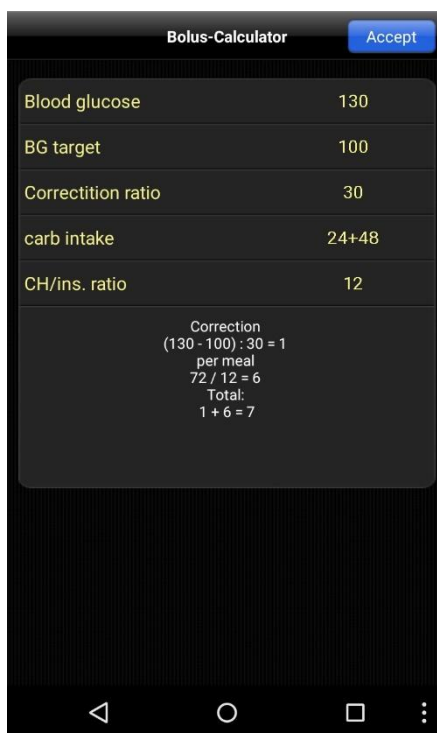 Bolus-Calculator Accept
Blood glucose 130
BG target 100
Correctition ratio 30
carb intake 24+48
CH/ins. ratio 12
Correction
(130 - 100) : 30 = 1
per meal
72 / 12 = 6
Total:
1 + 6 = 7